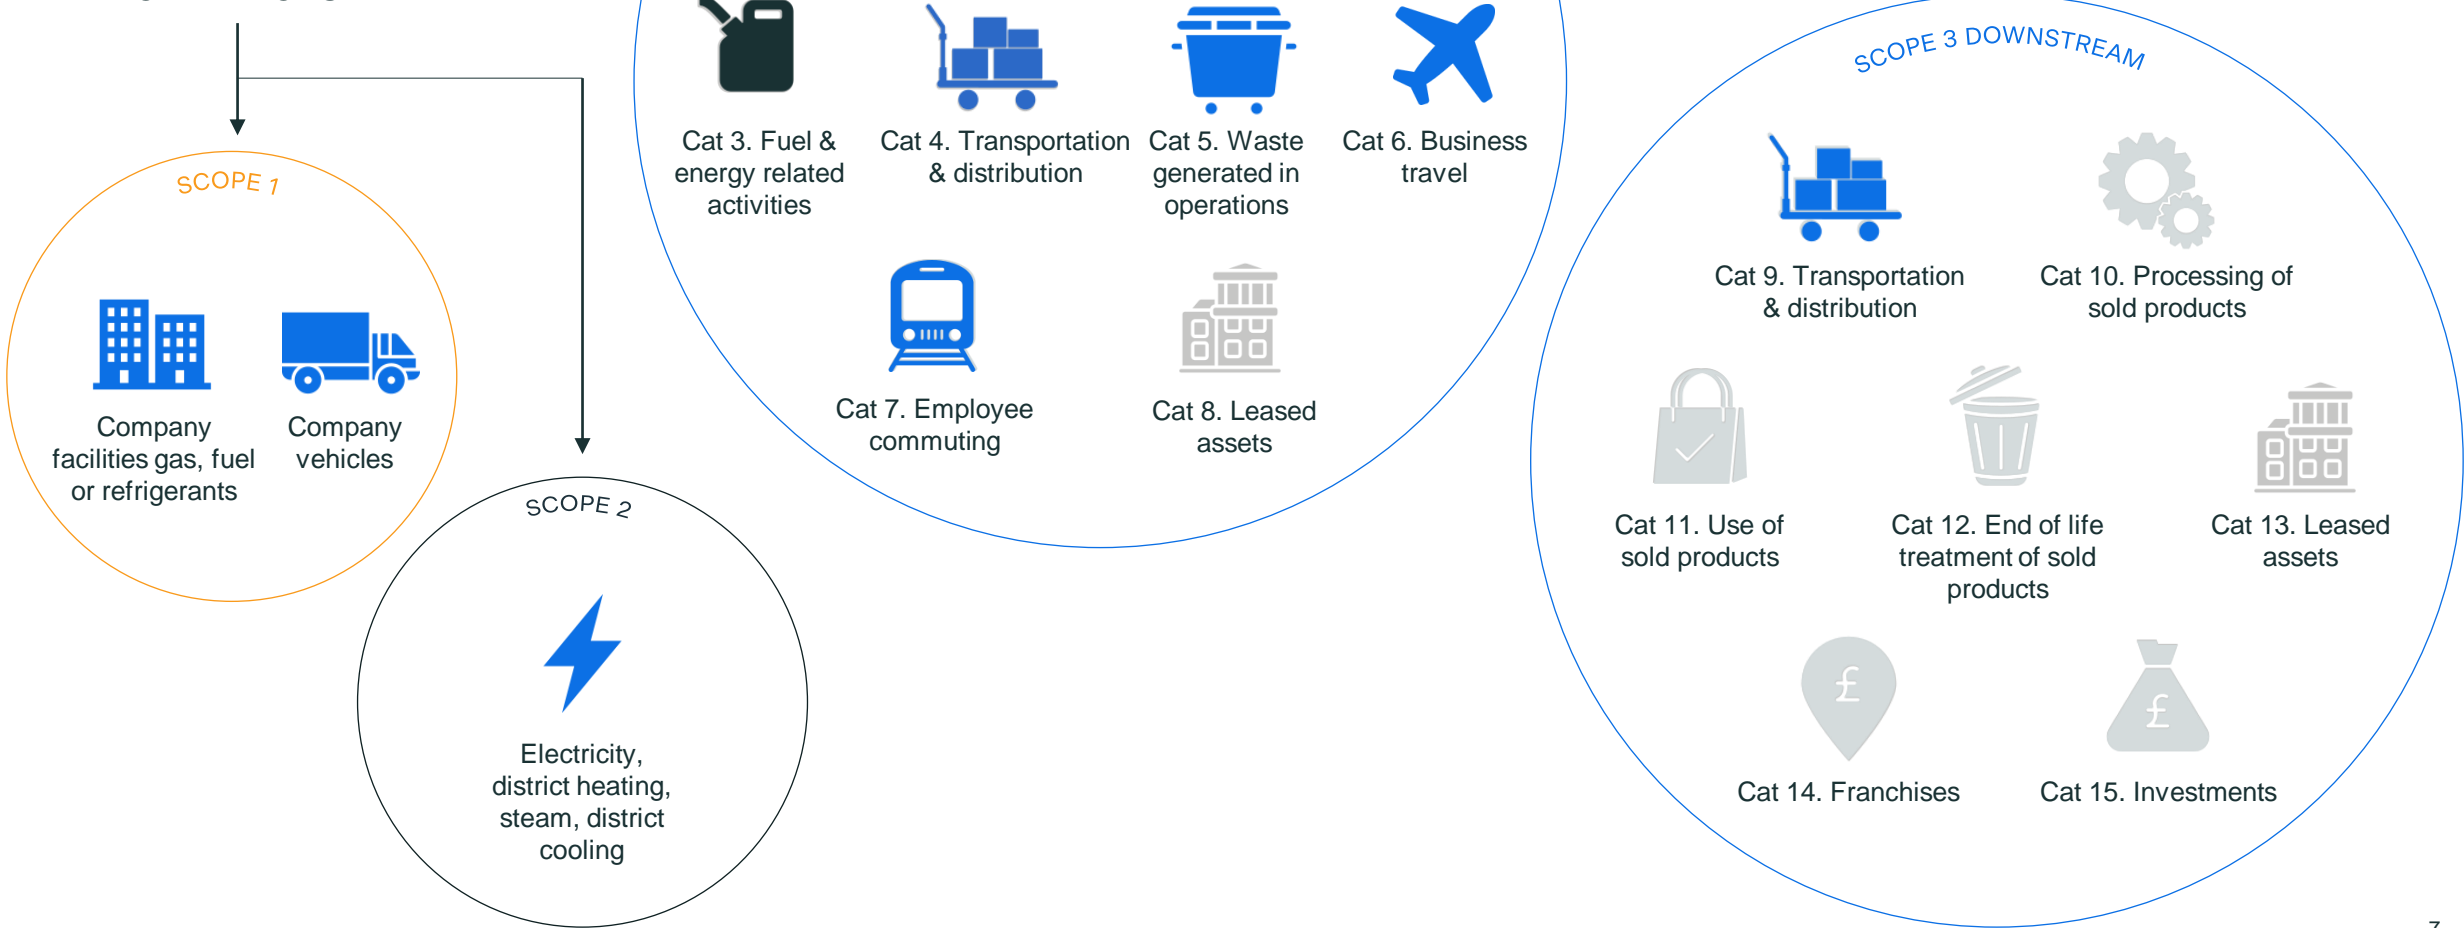 SCOPE 1
Company
facilities gas, fuel
or refrigerants
Company
vehicles
SCOPE 2
Electricity,
district heating,
steam, district
cooling
Cat 3. Fuel &
energy related
activities
Cat 4. Transportation
& distribution
Cat 5. Waste
generated in
operations
Cat 6. Business
travel
Cat 7. Employee
commuting
Cat 8. Leased
assets
SCOPE 3 DOWNSTREAM
Cat 9. Transportation
& distribution
Cat 10. Processing of
sold products
Cat 11. Use of
sold products
Cat 12. End of life
treatment of sold
products
Cat 13. Leased
assets
£
£
Cat 14. Franchises
Cat 15. Investments